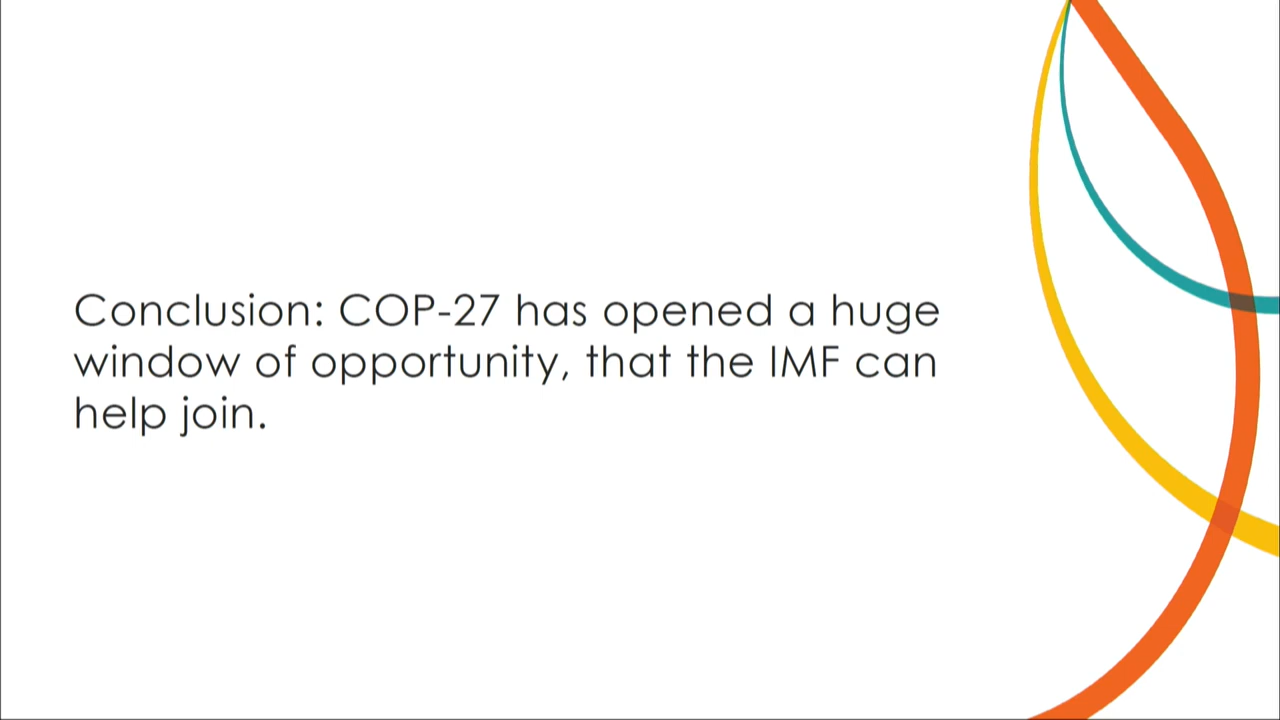 Conclusion: COP-27 has opened a huge
window of opportunity, that the IMF can
help join.